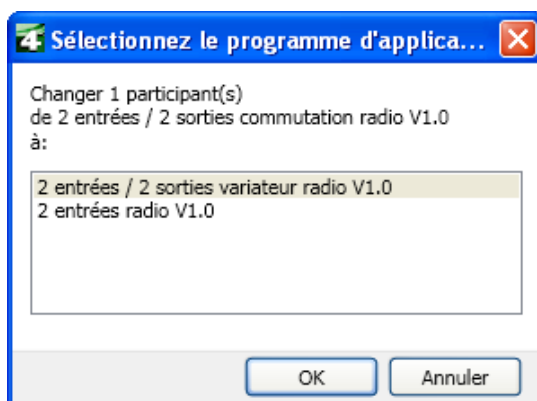 4 Sélectionnez le programme d'applica...
Changer 1 participant(s)
de 2 entrées / 2 sorties commutation radio V1.0
à:
2 entrées / 2 sorties variateur radio V1.0
2 entrées radio V1.0
OK Annuler